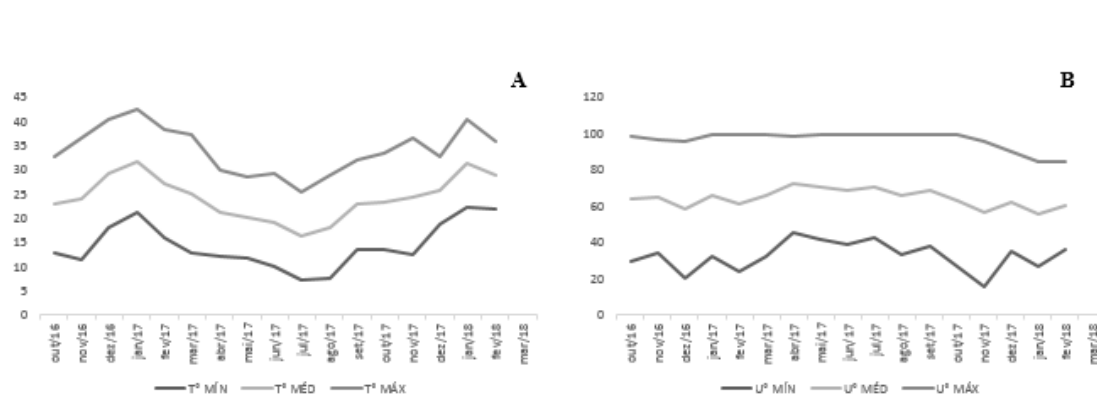 A
45
40
35
30
25
20
15
10
5
0
out/16 nov/16 dez/16 jan/17 fev/17 mar/17 abr/17 mai/17 jun/17 jul/17 ago/17 set/17 out/17 nov/17 dez/17 jan/18 fev/18 mar/18
T° MÍN T° MÉD T° MÁX
B
120
100
80
60
40
20
0
out/16 nov/16 dez/16 jan/17 fev/17 mar/17 abr/17 mai/17 jun/17 jul/17 ago/17 set/17 out/17 nov/17 dez/17 jan/18 fev/18 mar/18
U° MÍN U° MÉD U° MÁX